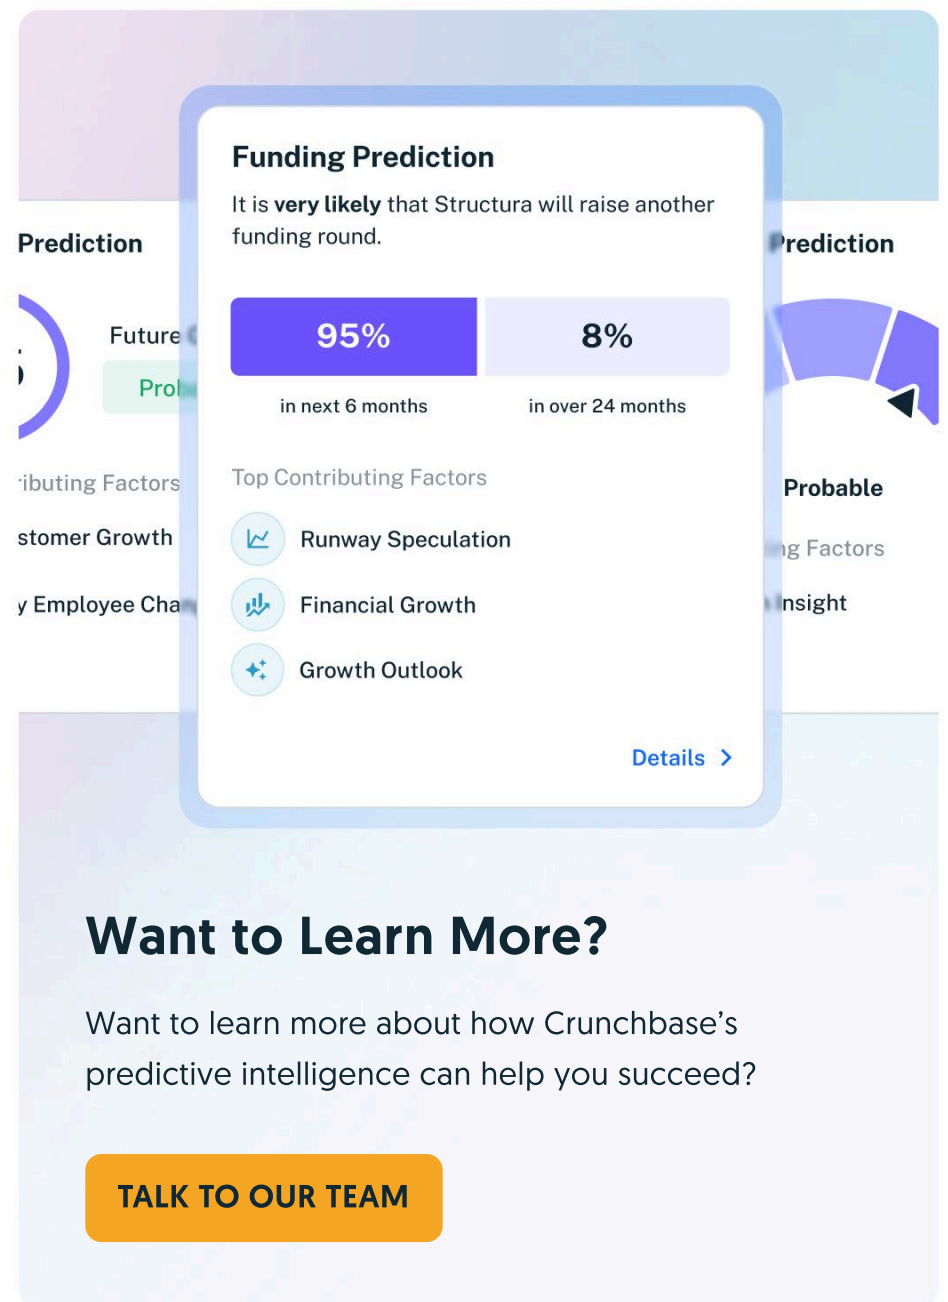 Funding Prediction
It is very likely that Structura will raise another
funding round.
95%
8%
in next 6 months
in over 24 months
Top Contributing Factors
Runway Speculation
Financial Growth
Growth Outlook
Details
Prediction
Future
Factors
Growth
Employee
Prediction
Probable
Factors
Insight
Want to Learn More?
Want to learn more about how Crunchbase’s
predictive intelligence can help you succeed?
TALK TO OUR TEAM